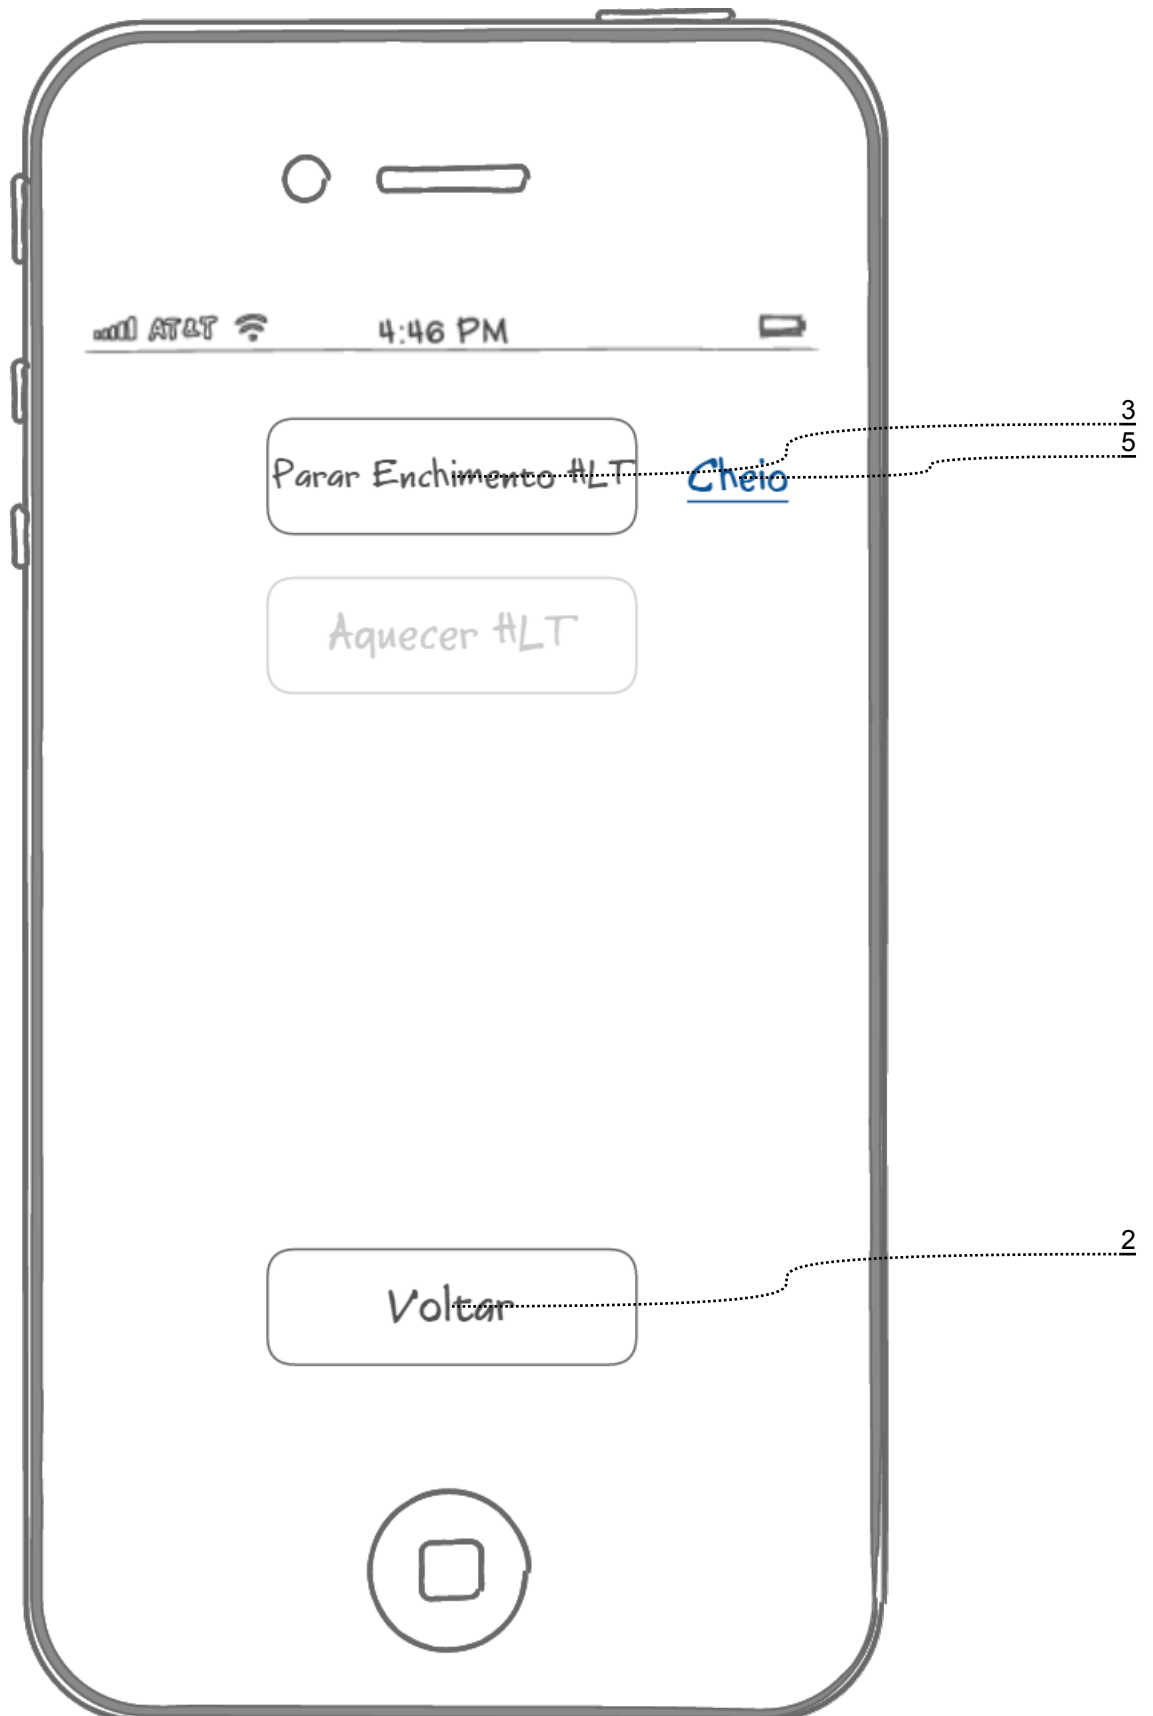 AT&T 4:46 PM
3
5
Parar Enchimento HLT Cheio
Aquecer HLT
2
Voltar